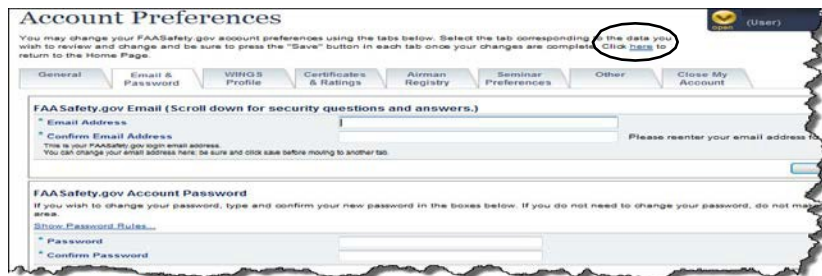 Account Preferences
open
(User)
You may change your FAASafety.gov account preferences using the tabs below. Select the tab corresponding to the data you
wish to review and change and be sure to press the "Save" button in each tab once your changes are complete. Click here to
return to the Home Page.
General
Email &
Password
WINGS
Profile
Certificates
& Ratings
Airman
Registry
Seminar
Preferences
Other
Close My
Account
FAASafety.gov Email (Scroll down for security questions and answers.)
* Email Address
* Confirm Email Address
Please reenter your email address
This is your FAASafety.gov login email address.
You can change your email address here; be sure and click save before moving to another tab.
FAASafety.gov Account Password
If you wish to change your password, type and confirm your new password in the boxes below. If you do not need to change your password, do not
area.
Show Password Rules...
* Password
* Confirm Password